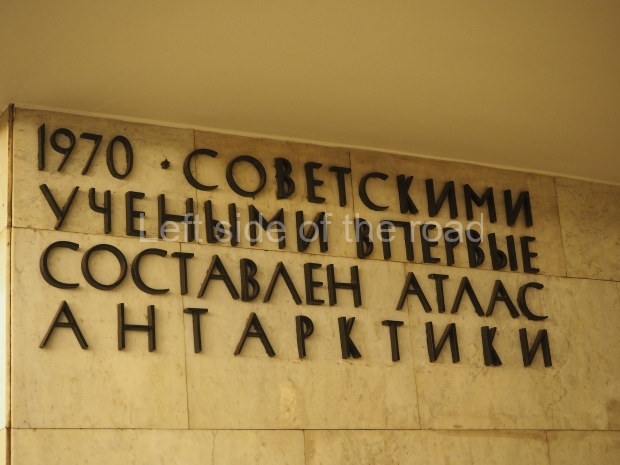 1970 ★ СОВЕТСКИМИ
УЧЕНЫМИ ВПЕРВЫЕ
СОСТАВЛЕН АТЛАС
АНТАРКТИКИ
Left side of the road